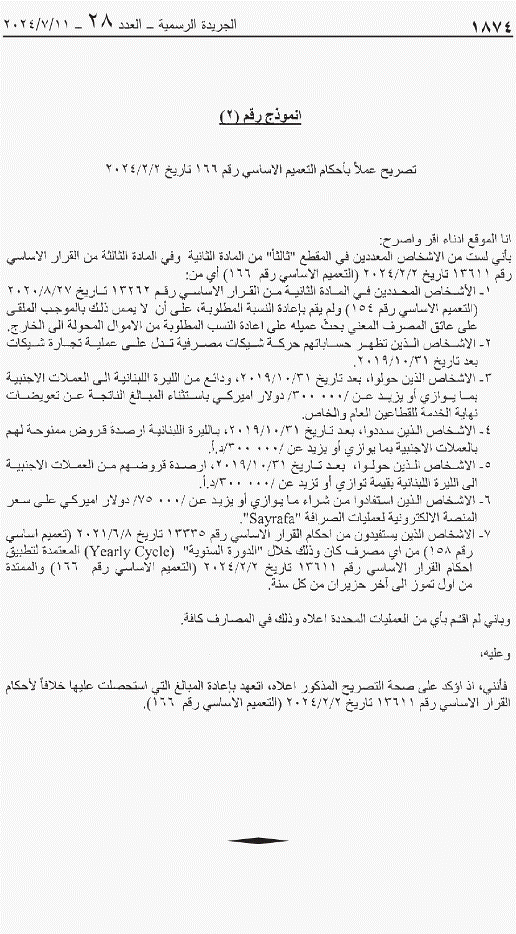 ١٨٧٤
الجريدة الرسمية – العدد ٢٨ – ٢٠٢٤/٧/١١
انموذج رقم (٢)
تصريح عملاً بأحكام التعميم الاساسي رقم ١٦٦ تاريخ ٢٠٢٤/٢/٢
انا الموقع ادناه اقر واصرح:
بأني لست من الاشخاص المعددين في المقطع "ثالثاً" من المادة الثانية وفي المادة الثالثة من القرار الاساسي
رقم ١٣٦١١ تاريخ ٢٠٢٤/٢/٢ (التعميم الاساسي رقم ١٦٦) أي من:
١- الأشخاص المحددين في المادة الثانية من القرار الاساسي رقم ١٣٢٦٢ تاريخ ٢٠٢٠/٨/٢٧
(التعميم الاساسي رقم ١٥٤) ولم يقم بإعادة النسبة المطلوبة، على أن لا يمس ذلك بالموجب الملقى
على عاتق المصرف المعني بحث عميله على اعادة النسب المطلوبة من الاموال المحولة الى الخارج.
٢- الاشخاص الذين تظهر حساباتهم حركة شيكات مصرفية تدل على عملية تجارة شيكات
بعد تاريخ ٢٠١٩/١٠/٣١.
٣- الاشخاص الذين حولوا، بعد تاريخ ٢٠١٩/١٠/٣١، ودائع من الليرة اللبنانية الى العملات الاجنبية
بما يوازي أو يزيد عن /٣٠٠ ٠٠٠/ دولار اميركي باستثناء المبالغ الناتجة عن تعويضات
نهاية الخدمة للقطاعين العام والخاص.
٤- الاشخاص الذين سددوا، بعد تاريخ ٢٠١٩/١٠/٣١، بالليرة اللبنانية ارصدة قروض ممنوحة لهم
بالعملات الاجنبية بما يوازي أو يزيد عن /٣٠٠ ٠٠٠/د.أ.
٥- الاشخاص الذين حولوا، بعد تاريخ ٢٠١٩/١٠/٣١، ارصدة قروضهم من العملات الاجنبية
الى الليرة اللبنانية بقيمة توازي أو تزيد عن /٣٠٠ ٠٠٠/د.أ.
٦- الاشخاص الذين استفادوا من شراء ما يوازي أو يزيد عن /٧٥ ٠٠٠/ دولار اميركي على سعر
المنصة الالكترونية لعمليات الصرافة "Sayrafa".
٧- الاشخاص الذين يستفيدون من احكام القرار الاساسي رقم ١٣٣٣٥ تاريخ ٢٠٢١/٦/٨ (تعميم اساسي
رقم ١٥٨) من اي مصرف كان وذلك خلال "الدورة السنوية" (Yearly Cycle) المعتمدة لتطبيق
احكام القرار الاساسي رقم ١٣٦١١ تاريخ ٢٠٢٤/٢/٢ (التعميم الاساسي رقم ١٦٦) والممتدة
من اول تموز الى آخر حزيران من كل سنة.
وباني لم اقم بأي من العمليات المحددة اعلاه وذلك في المصارف كافة.
وعليه،
فأنني، اذ اؤكد على صحة التصريح المذكور اعلاه، اتعهد بإعادة المبالغ التي استحصلت عليها خلافاً لأحكام
القرار الاساسي رقم ١٣٦١١ تاريخ ٢٠٢٤/٢/٢ (التعميم الاساسي رقم ١٦٦).